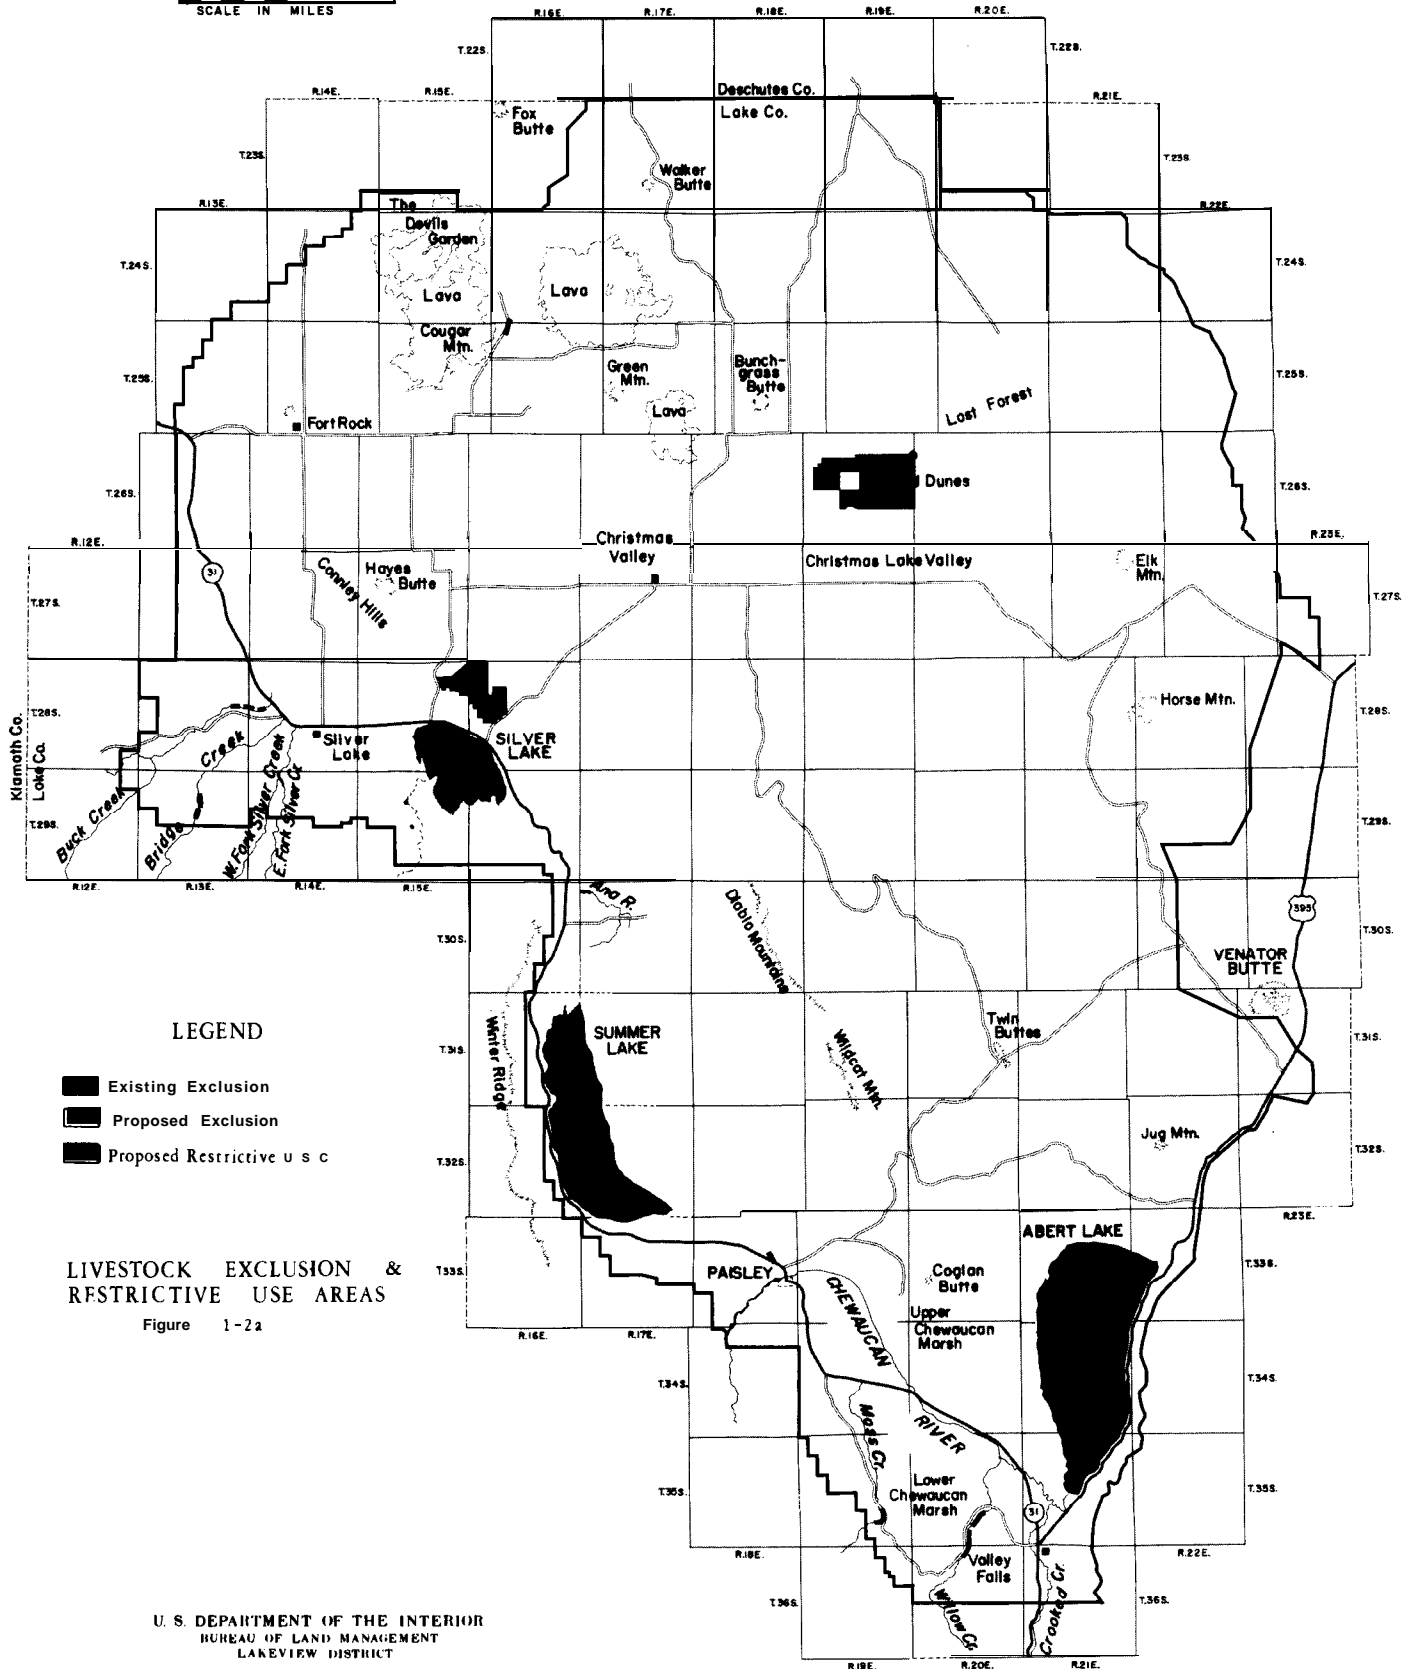 SCALE IN MILES
R.16E.
R.17E.
R.18E.
R.19E.
R.20E.
T.22S.
T.22S.
R.14E.
R.15E.
Deschutes Co.
Lake Co.
R.21E.
Fox
Butte
T.23S.
Walker
Butte
T.23S.
R.13E.
The
Devils
Garden
R.22E.
T.24S.
Lava
Lava
T.24S.
Cougar
Mtn.
T.25S.
Green
Mtn.
Bunch-
grass
Butte
T.25S.
Lava
Lost Forest
Fort Rock
T.26S.
Dunes
T.26S.
R.12E.
Christmas
Valley
Christmas Lake Valley
R.23E.
31
Connley Hills
Hayes
Butte
Elk
Mtn.
T.27S.
T.27S.
Klamath Co.
Lake Co.
T.28S.
Horse Mtn.
T.28S.
Silver
Lake
SILVER
LAKE
Buck Creek
Bridge Creek
W. Fork Silver Creek
E. Fork Silver Cr.
T.29S.
T.29S.
R.12E.
R.13E.
R.14E.
R.15E.
Ana R.
Diablo Mountains
395
T.30S.
T.30S.
VENATOR
BUTTE
LEGEND
Winter Ridge
SUMMER
LAKE
Twin
Buttes
Wildcat Mtn.
T.31S.
T.31S.
Existing Exclusion
Proposed Exclusion
Proposed Restrictive U S C
Jug Mtn.
T.32S.
T.32S.
R.23E.
ABERT LAKE
LIVESTOCK EXCLUSION &
RESTRICTIVE USE AREAS
Figure 1-2a
T.33S.
PAISLEY
Coglan
Butte
T.33S.
CHEWAUCAN
RIVER
Upper
Chewaucan
Marsh
R.16E.
R.17E.
T.34S.
T.34S.
Moss Cr.
Lower
Chewaucan
Marsh
T.35S.
T.35S.
31
R.18E.
Valley
Falls
R.22E.
T.36S.
Willow Cr.
Crooked Cr.
T.36S.
R.19E.
R.20E.
R.21E.
U. S. DEPARTMENT OF THE INTERIOR
BUREAU OF LAND MANAGEMENT
LAKEVIEW DISTRICT